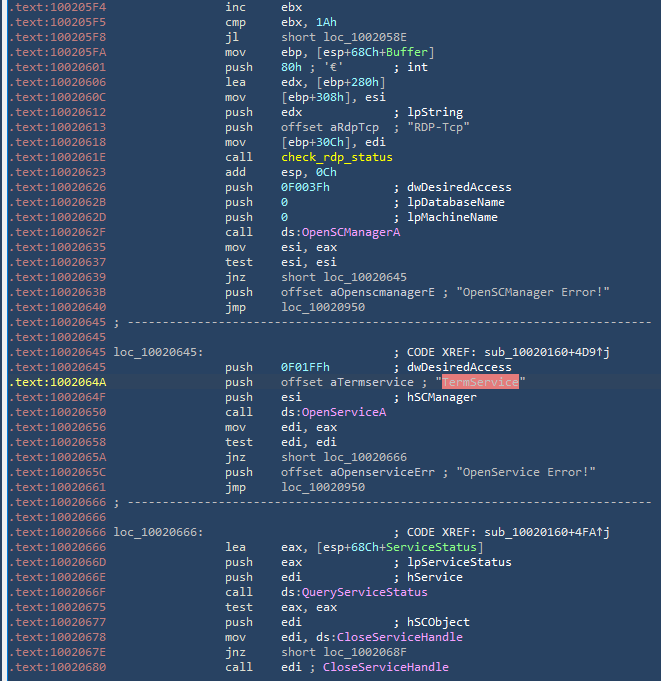 .text:100205F4 inc ebx
.text:100205F5 cmp ebx, 1Ah
.text:100205F8 jl short loc_1002058E
.text:100205FA mov ebp, [esp+68Ch+Buffer]
.text:10020601 push 80h ; '€' ; int
.text:10020606 lea edx, [ebp+280h]
.text:1002060C mov [ebp+308h], esi
.text:10020612 push edx ; lpString
.text:10020613 push offset aRdpTcp ; "RDP-Tcp"
.text:10020618 mov [ebp+30Ch], edi
.text:1002061E call check_rdp_status
.text:10020623 add esp, 0Ch
.text:10020626 push 0F003Fh ; dwDesiredAccess
.text:1002062B push 0 ; lpDatabaseName
.text:1002062D push 0 ; lpMachineName
.text:1002062F call ds:OpenSCManagerA
.text:10020635 mov esi, eax
.text:10020637 test esi, esi
.text:10020639 jnz short loc_10020645
.text:1002063B push offset aOpenscmanagerE ; "OpenSCManager Error!"
.text:10020640 jmp loc_10020950
.text:10020645 ; ---------------------------------------------------------------------------
.text:10020645
.text:10020645 loc_10020645: ; CODE XREF: sub_10020160+4D9↑j
.text:10020645 push 0F01FFh ; dwDesiredAccess
.text:1002064A push offset aTermservice ; "TermService"
.text:1002064F push esi ; hSCManager
.text:10020650 call ds:OpenServiceA
.text:10020656 mov edi, eax
.text:10020658 test edi, edi
.text:1002065A jnz short loc_10020666
.text:1002065C push offset aOpenserviceErr ; "OpenService Error!"
.text:10020661 jmp loc_10020950
.text:10020666 ; ---------------------------------------------------------------------------
.text:10020666
.text:10020666 loc_10020666: ; CODE XREF: sub_10020160+4FA↑j
.text:10020666 lea eax, [esp+68Ch+ServiceStatus]
.text:1002066D push eax ; lpServiceStatus
.text:1002066E push edi ; hService
.text:1002066F call ds:QueryServiceStatus
.text:10020675 test eax, eax
.text:10020677 push edi ; hSCObject
.text:10020678 mov edi, ds:CloseServiceHandle
.text:1002067E jnz short loc_1002068F
.text:10020680 call edi ; CloseServiceHandle